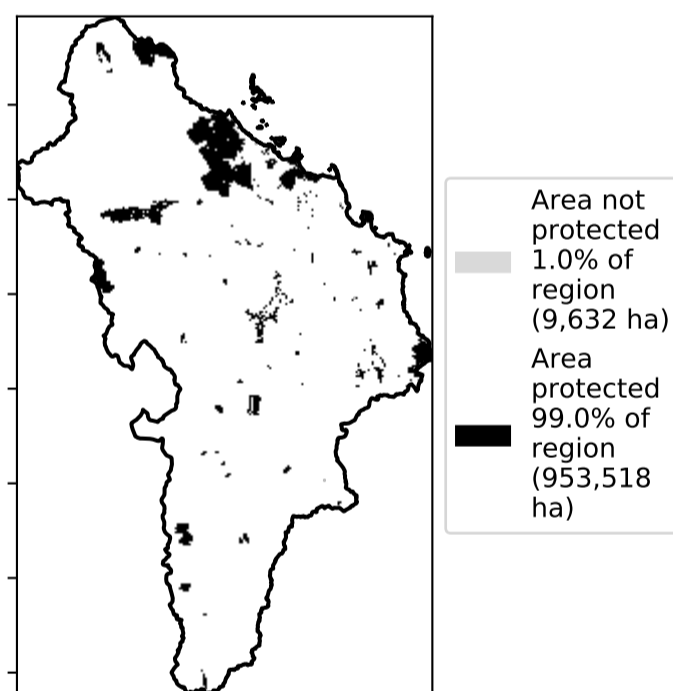 Area not
protected
1.0% of
region
(9,632 ha)
Area
protected
99.0% of
region
(953,518
ha)